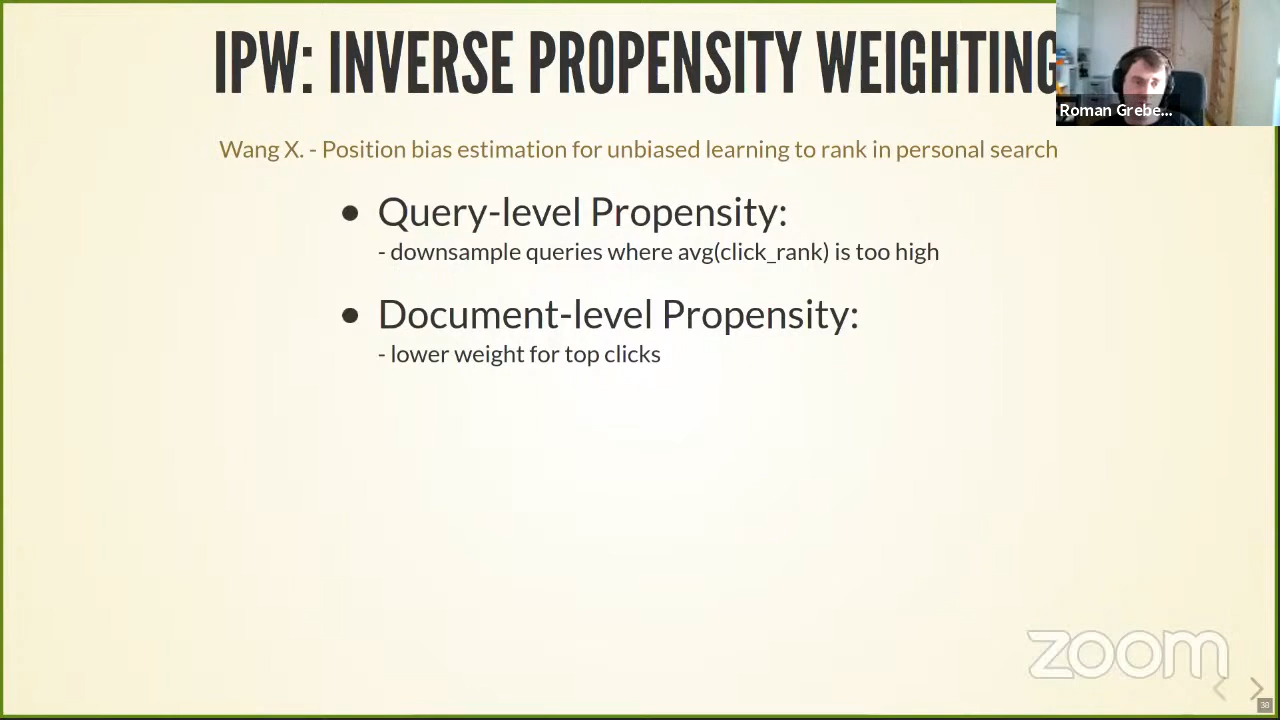 IPW: INVERSE PROPENSITY WEIGHTING
Roman Grebe...
Wang X. - Position bias estimation for unbiased learning to rank in personal search
• Query-level Propensity:
- downsample queries where avg(click_rank) is too high
• Document-level Propensity:
- lower weight for top clicks
zoom
38